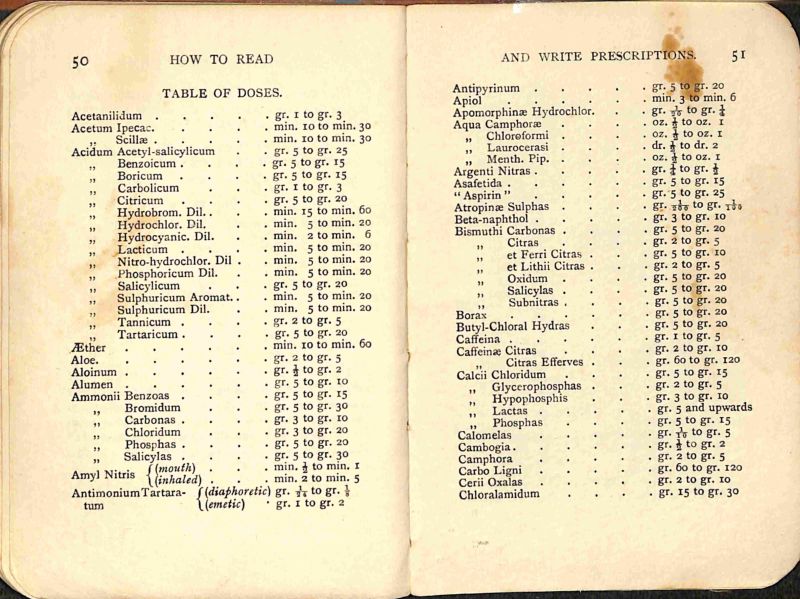 50 HOW TO READ
TABLE OF DOSES.
Acetanilidum . . . . . gr. 1 to gr. 3
Acetum Ipecac. . . . . min. 10 to min. 30
„ Scillæ . . . . . min. 10 to min. 30
Acidum Acetyl-salicylicum . . gr. 5 to gr. 25
„ Benzoicum . . . . gr. 5 to gr. 15
„ Boricum . . . . gr. 5 to gr. 15
„ Carbolicum . . . gr. 1 to gr. 3
„ Citricum . . . . gr. 5 to gr. 20
„ Hydrobrom. Dil. . . . min. 15 to min. 60
„ Hydrochlor. Dil. . . . min. 5 to min. 20
„ Hydrocyanic. Dil. . . min. 2 to min. 6
„ Lacticum . . . . min. 5 to min. 20
„ Nitro-hydrochlor. Dil . . min. 5 to min. 20
„ Phosphoricum Dil. . . min. 5 to min. 20
„ Salicylicum . . . gr. 5 to gr. 20
„ Sulphuricum Aromat. . . min. 5 to min. 20
„ Sulphuricum Dil. . . min. 5 to min. 20
„ Tannicum . . . . gr. 2 to gr. 5
„ Tartaricum . . . . gr. 5 to gr. 20
Æther . . . . . . min. 10 to min. 60
Aloe. . . . . . . gr. 2 to gr. 5
Aloinum . . . . . . gr. ½ to gr. 2
Alumen . . . . . . gr. 5 to gr. 10
Ammonii Benzoas . . . . gr. 5 to gr. 15
„ Bromidum . . . gr. 5 to gr. 30
„ Carbonas . . . . gr. 3 to gr. 10
„ Chloridum . . . gr. 3 to gr. 20
„ Phosphas . . . . gr. 5 to gr. 20
„ Salicylas . . . . gr. 5 to gr. 30
Amyl Nitris { (mouth) . . . min. ½ to min. 1
{ (inhaled) . . . min. 2 to min. 5
Antimonium Tartara- { (diaphoretic) gr. 1/24 to gr. ⅛
tum { (emetic) . gr. 1 to gr. 2
AND WRITE PRESCRIPTIONS. 51
Antipyrinum . . . . . gr. 5 to gr. 20
Apiol . . . . . min. 3 to min. 6
Apomorphinæ Hydrochlor. . . gr. 1/20 to gr. ¼
Aqua Camphoræ . . . . oz. ½ to oz. 1
„ Chloroformi . . . . oz. ½ to oz. 1
„ Laurocerasi . . . . dr. ½ to dr. 2
„ Menth. Pip. . . . . oz. ½ to oz. 1
Argenti Nitras . . . . . gr. ¼ to gr. ½
Asafetida . . . . . gr. 5 to gr. 15
“Aspirin” . . . . . gr. 5 to gr. 25
Atropinæ Sulphas . . . . gr. 1/200 to gr. 1/100
Beta-naphthol . . . . . gr. 3 to gr. 10
Bismuthi Carbonas . . . . gr. 5 to gr. 20
„ Citras . . . . gr. 2 to gr. 5
„ et Ferri Citras . . . gr. 5 to gr. 10
„ et Lithii Citras . . . gr. 2 to gr. 5
„ Oxidum . . . . gr. 5 to gr. 20
„ Salicylas . . . . gr. 5 to gr. 20
„ Subnitras . . . . gr. 5 to gr. 20
Borax . . . . . . gr. 5 to gr. 20
Butyl-Chloral Hydras . . . gr. 5 to gr. 20
Caffeina . . . . . gr. 1 to gr. 5
Caffeinæ Citras . . . . gr. 2 to gr. 10
„ Citras Efferves . . . gr. 60 to gr. 120
Calcii Chloridum . . . . gr. 5 to gr. 15
„ Glycerophosphas . . . gr. 2 to gr. 5
„ Hypophosphis . . . gr. 3 to gr. 10
„ Lactas . . . . . gr. 5 and upwards
„ Phosphas . . . . gr. 5 to gr. 15
Calomelas . . . . . gr. 1/10 to gr. 5
Cambogia . . . . . gr. ½ to gr. 2
Camphora . . . . . gr. 2 to gr. 5
Carbo Ligni . . . . . gr. 60 to gr. 120
Cerii Oxalas . . . . . gr. 2 to gr. 10
Chloralamidum . . . . gr. 15 to gr. 30